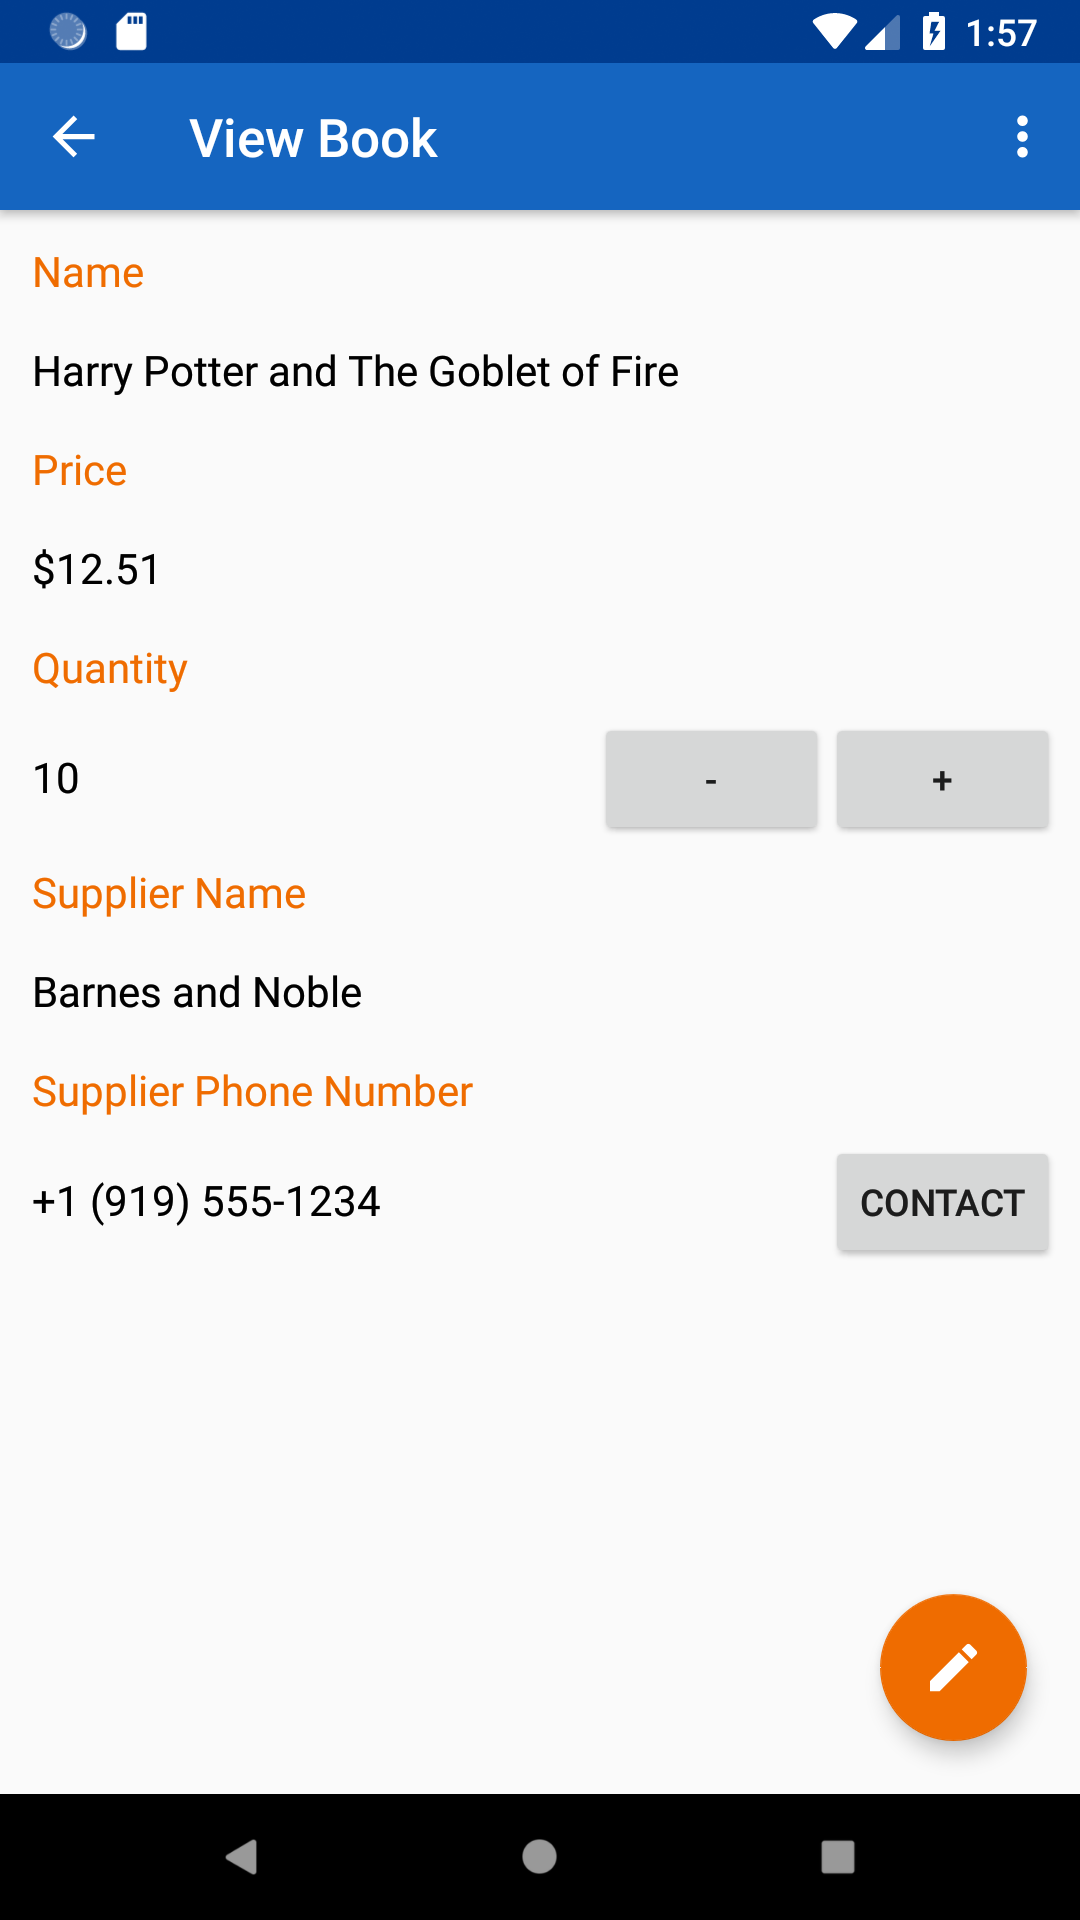 1:57
View Book
Name
Harry Potter and The Goblet of Fire
Price
$12.51
Quantity
10
-
+
Supplier Name
Barnes and Noble
Supplier Phone Number
+1 (919) 555-1234
CONTACT